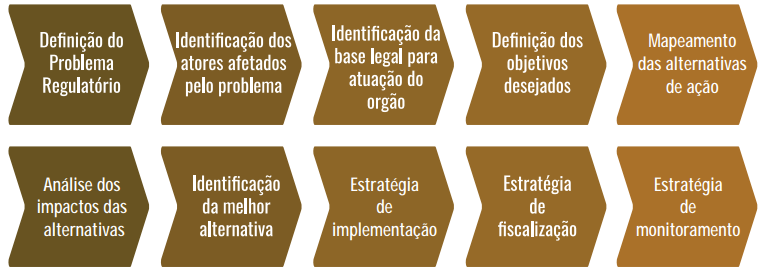 Definição do
Problema
Regulatório
Identificação dos
atores afetados
pelo problema
Identificação da
base legal para
atuação do
orgão
Definição dos
objetivos
desejados
Mapeamento
das alternativas
de ação
Análise dos
impactos das
alternativas
Identificação
da melhor
alternativa
Estratégia
de
implementação
Estratégia
de
fiscalização
Estratégia
de
monitoramento